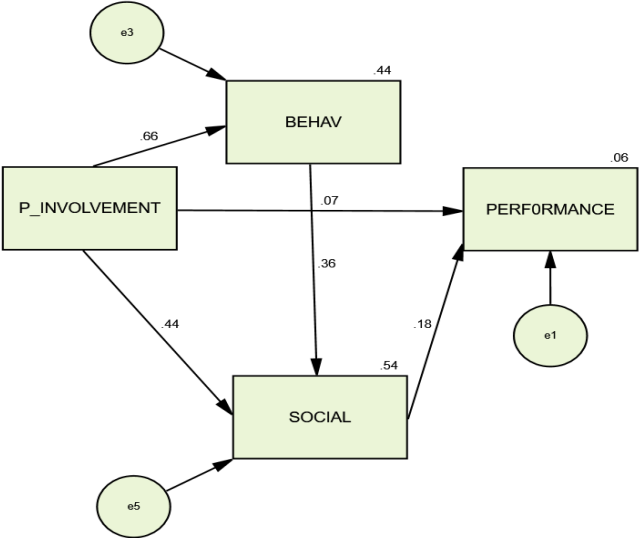 e3
.44
BEHAV
.66
.06
P_INVOLVEMENT
.07
PERF0RMANCE
.36
.44
.18
e1
.54
SOCIAL
e5